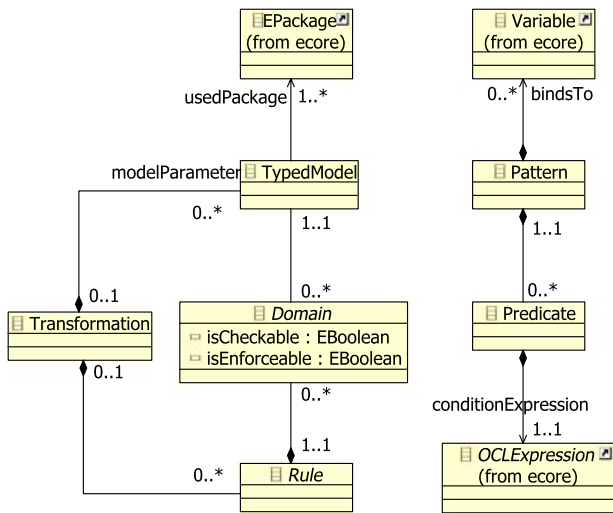 EPackage
(from ecore)
Variable
(from ecore)
usedPackage
1..*
0..*
bindsTo
modelParameter
TypedModel
Pattern
0..*
1..1
1..1
0..1
0..*
0..*
Transformation
Domain
isCheckable : EBoolean
isEnforceable : EBoolean
Predicate
0..1
0..*
conditionExpression
1..1
1..1
0..*
Rule
OCLExpression
(from ecore)